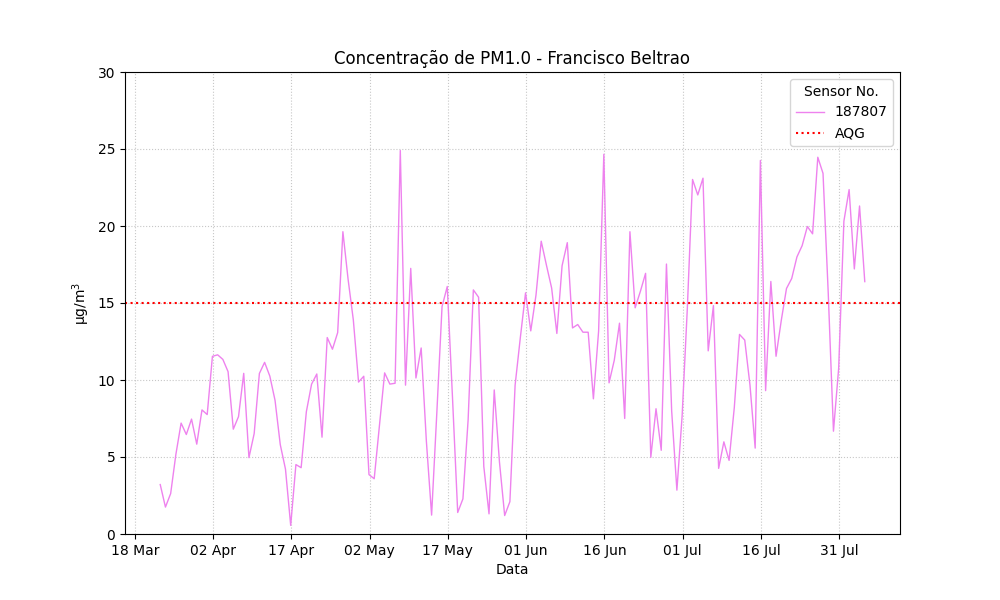 Concentração de PM1.0 - Francisco Beltrao
Sensor No.
187807
AQG
30
25
20
15
10
5
0
µg/m³
18 Mar
02 Apr
17 Apr
02 May
17 May
01 Jun
16 Jun
01 Jul
16 Jul
31 Jul
Data